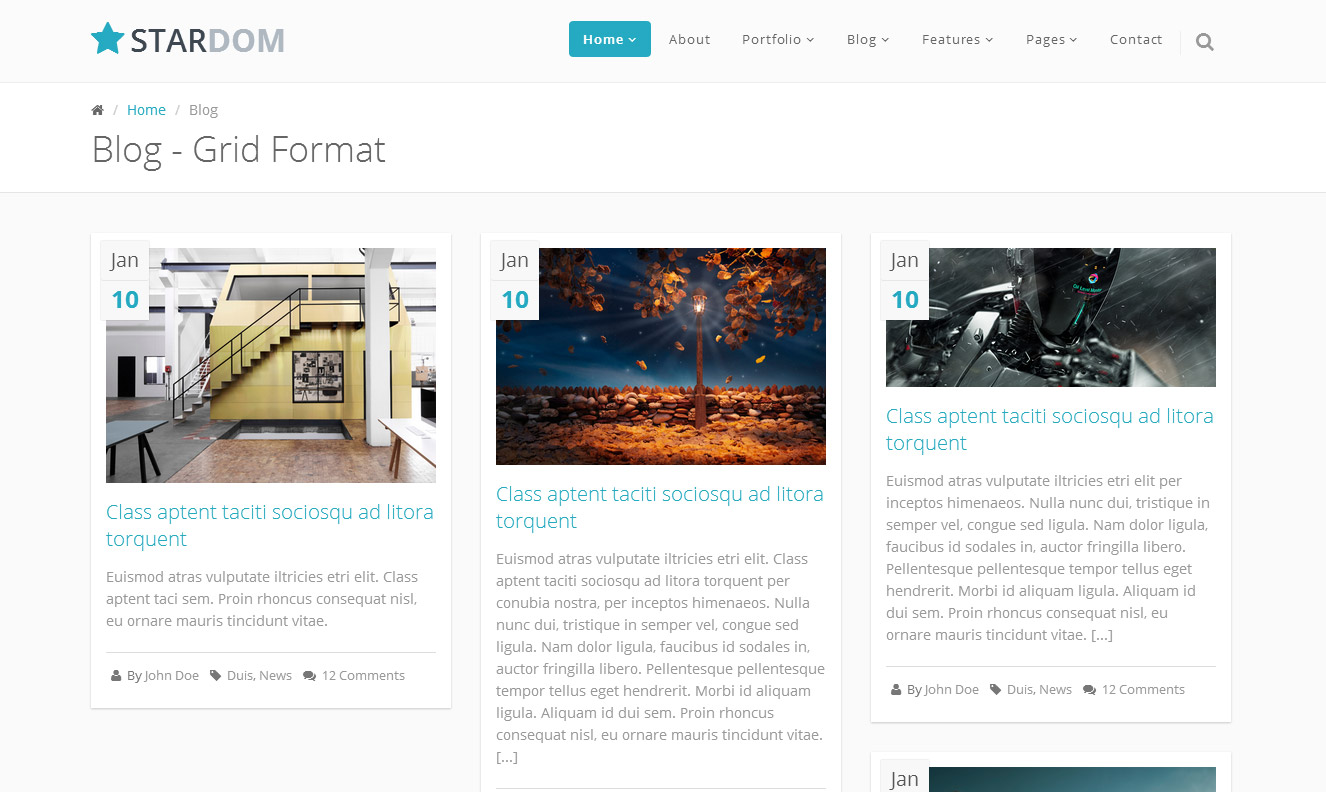 STARDOM
Home About Portfolio Blog Features Pages Contact
/ Home / Blog
Blog - Grid Format
Jan
10
Class aptent taciti sociosqu ad litora
torquent
Euismod atras vulputate iltricies etri elit. Class
aptent taci sem. Proin rhoncus consequat nisl,
eu ornare mauris tincidunt vitae.
By John Doe Duis, News 12 Comments
Jan
10
Class aptent taciti sociosqu ad litora
torquent
Euismod atras vulputate iltricies etri elit. Class
aptent taciti sociosqu ad litora torquent per
conubia nostra, per inceptos himenaeos. Nulla
nunc dui, tristique in semper vel, congue sed
ligula. Nam dolor ligula, faucibus id sodales in,
auctor fringilla libero. Pellentesque pellentesque
tempor tellus eget hendrerit. Morbi id aliquam
ligula. Aliquam id dui sem. Proin rhoncus
consequat nisl, eu ornare mauris tincidunt vitae.
[...]
Jan
10
Class aptent taciti sociosqu ad litora
torquent
Euismod atras vulputate iltricies etri elit per
inceptos himenaeos. Nulla nunc dui, tristique in
semper vel, congue sed ligula. Nam dolor ligula,
faucibus id sodales in, auctor fringilla libero.
Pellentesque pellentesque tempor tellus eget
hendrerit. Morbi id aliquam ligula. Aliquam id
dui sem. Proin rhoncus consequat nisl, eu
ornare mauris tincidunt vitae. [...]
By John Doe Duis, News 12 Comments
Jan